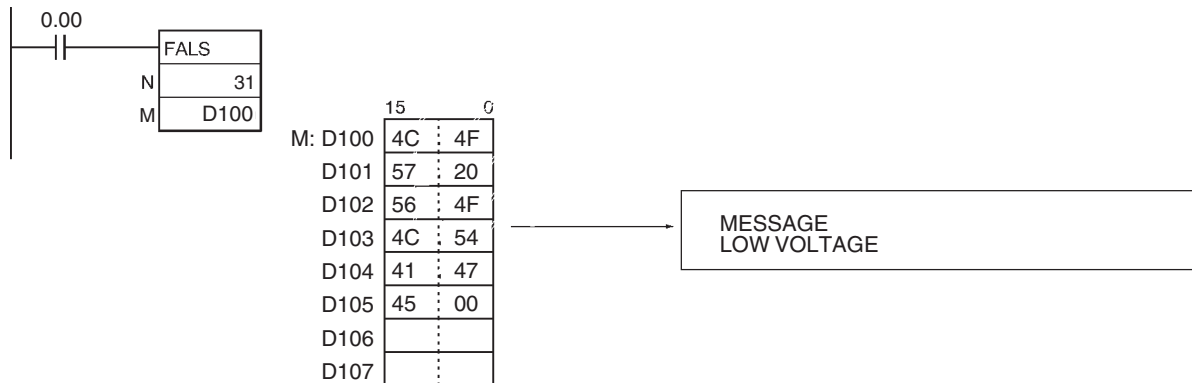 0.00
FALS
N 31
M D100
15 0
M: D100 4C 4F
D101 57 20
D102 56 4F
D103 4C 54
D104 41 47
D105 45 00
D106
D107
MESSAGE
LOW VOLTAGE